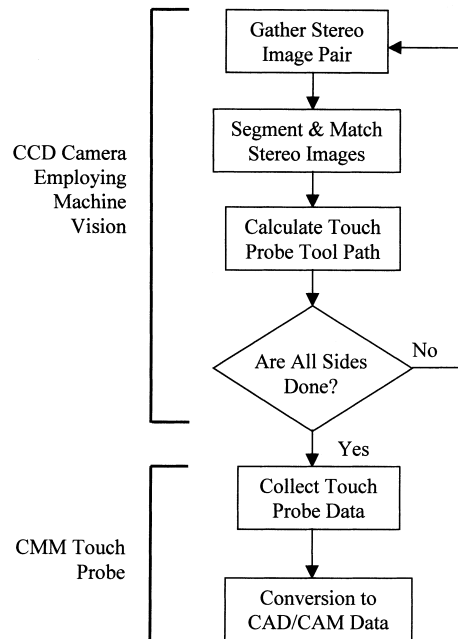 Gather Stereo
Image Pair
Segment & Match
Stereo Images
CCD Camera
Employing
Machine
Vision
Calculate Touch
Probe Tool Path
Are All Sides
Done?
No
Yes
Collect Touch
Probe Data
CMM Touch
Probe
Conversion to
CAD/CAM Data